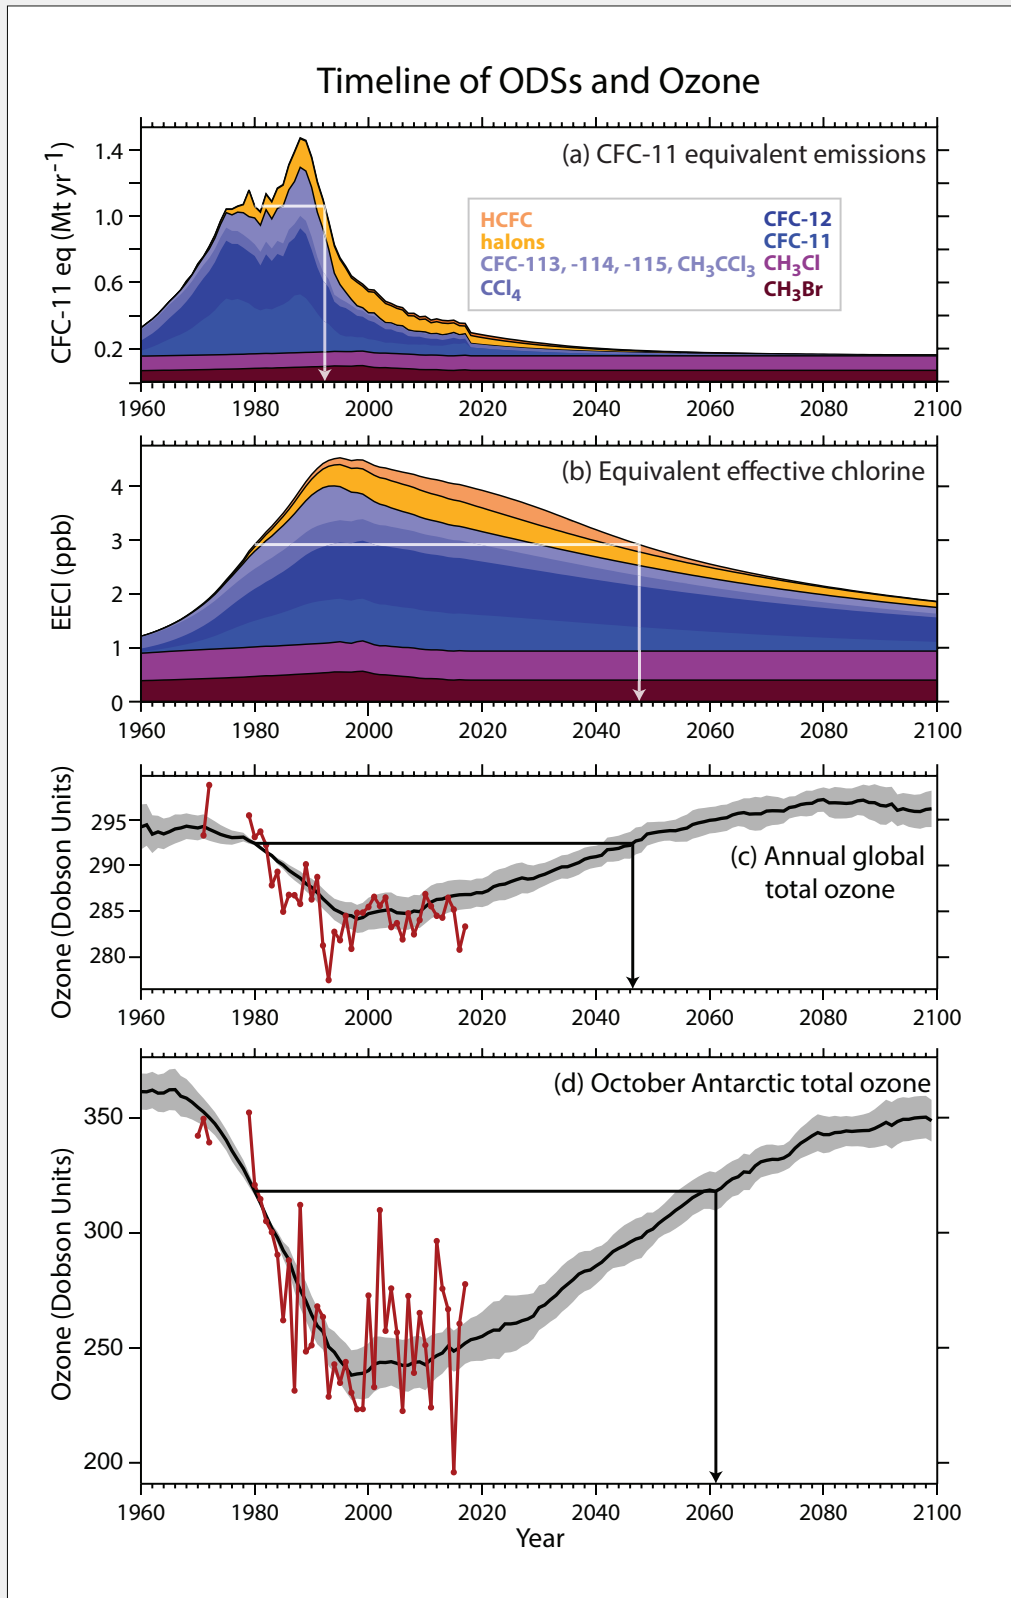 Timeline of ODSs and Ozone
(a) CFC-11 equivalent emissions
CFC-11 eq (Mt yr⁻¹)
1.4
1.0
0.6
0.2
HCFC
halons
CFC-113, -114, -115, CH₃CCl₃
CCl₄
CFC-12
CFC-11
CH₃Cl
CH₃Br
1960 1980 2000 2020 2040 2060 2080 2100
(b) Equivalent effective chlorine
EECl (ppb)
4
3
2
1
0
1960 1980 2000 2020 2040 2060 2080 2100
Ozone (Dobson Units)
295
290
285
280
(c) Annual global
total ozone
1960 1980 2000 2020 2040 2060 2080 2100
(d) October Antarctic total ozone
Ozone (Dobson Units)
350
300
250
200
1960 1980 2000 2020 2040 2060 2080 2100
Year